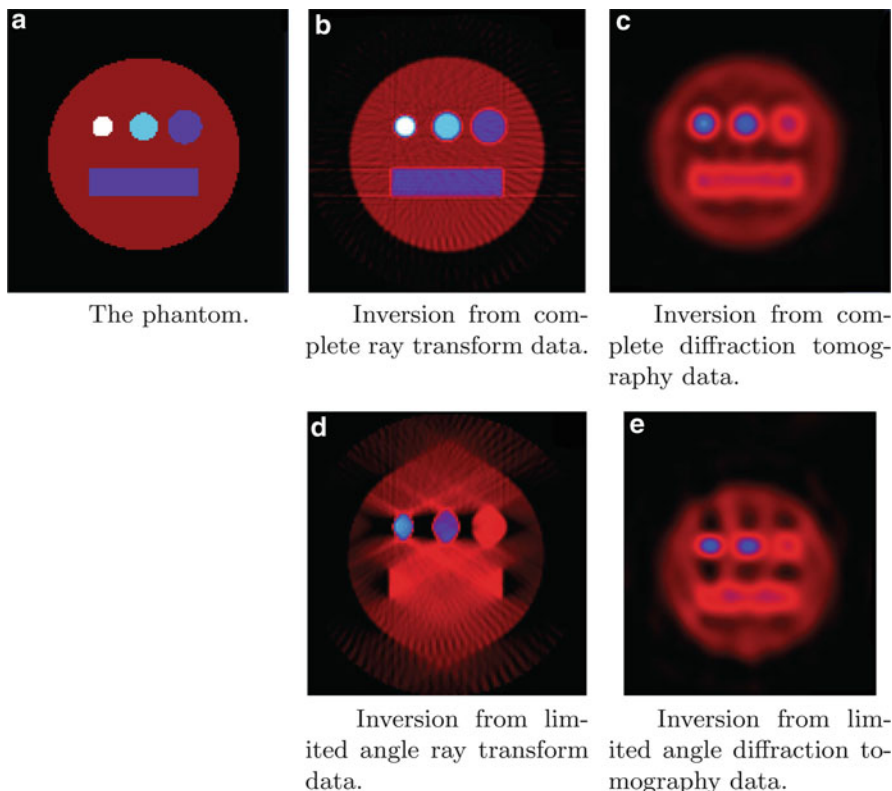 a
b
c
The phantom.
Inversion from com-
plete ray transform data.
Inversion from com-
plete diffraction tomog-
raphy data.
d
e
Inversion from lim-
ited angle ray transform
data.
Inversion from lim-
ited angle diffraction to-
mography data.